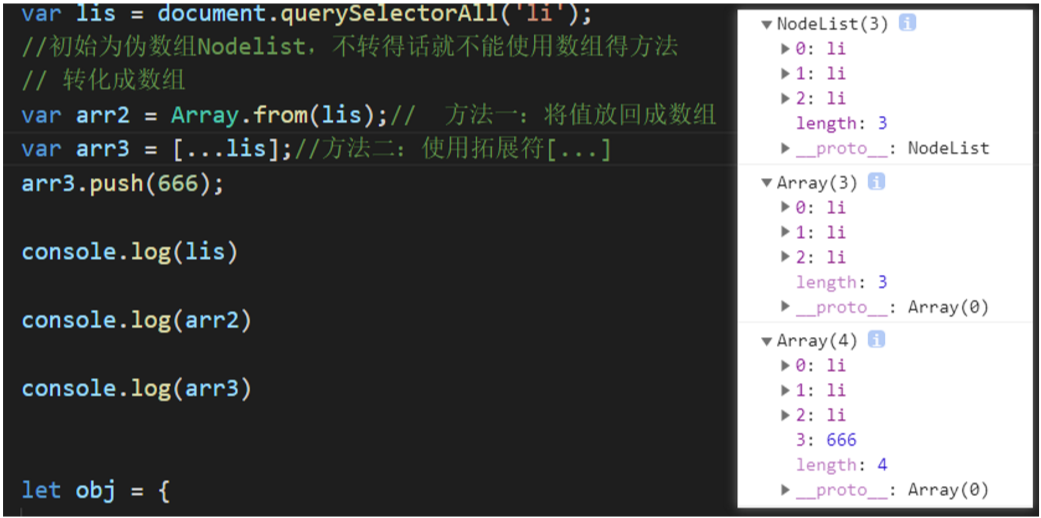 var lis = document.querySelectorAll('li');
//初始为伪数组Nodelist，不转得话就不能使用数组得方法
// 转化成数组
var arr2 = Array.from(lis);//  方法一：将值放回成数组
var arr3 = [...lis];//方法二：使用拓展符[...]
arr3.push(666);
console.log(lis)
console.log(arr2)
console.log(arr3)
let obj = {
▼NodeList(3) i
▶0: li
▶1: li
▶2: li
length: 3
▶__proto__: NodeList
▼Array(3) i
▶0: li
▶1: li
▶2: li
length: 3
▶__proto__: Array(0)
▼Array(4) i
▶0: li
▶1: li
▶2: li
3: 666
length: 4
▶__proto__: Array(0)